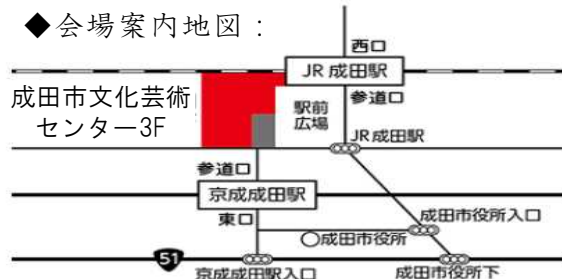 ◆会場案内地図：
西口
JR 成田駅
成田市文化芸術
センター3F
駅前
広場
参道口
JR成田駅
参道口
京成成田駅
東口
成田市役所入口
成田市役所
51
京成成田駅入口
成田市役所下